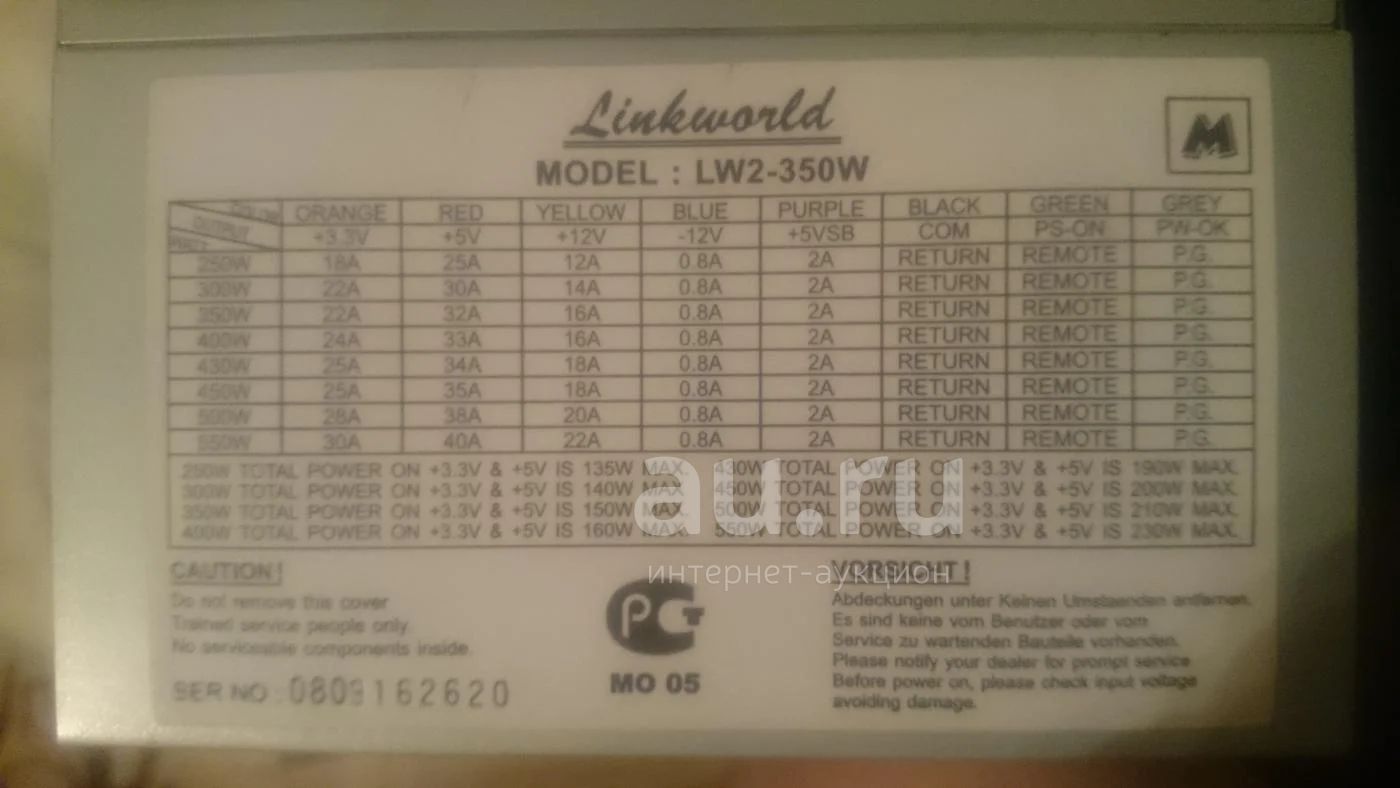 Linkworld
M
MODEL : LW2-350W
COLOR ORANGE RED YELLOW BLUE PURPLE BLACK GREEN GREY
OUTPUT +3.3V +5V +12V -12V +5VSB COM PS-ON PW-OK
250W 18A 25A 12A 0.8A 2A RETURN REMOTE P.G.
300W 22A 30A 14A 0.8A 2A RETURN REMOTE P.G.
350W 22A 32A 16A 0.8A 2A RETURN REMOTE P.G.
400W 24A 33A 16A 0.8A 2A RETURN REMOTE P.G.
430W 25A 34A 18A 0.8A 2A RETURN REMOTE P.G.
450W 25A 35A 18A 0.8A 2A RETURN REMOTE P.G.
500W 28A 38A 20A 0.8A 2A RETURN REMOTE P.G.
550W 30A 40A 22A 0.8A 2A RETURN REMOTE P.G.
250W TOTAL POWER ON +3.3V & +5V IS 135W MAX. 430W TOTAL POWER ON +3.3V & +5V IS 190W MAX.
300W TOTAL POWER ON +3.3V & +5V IS 140W MAX. 450W TOTAL POWER ON +3.3V & +5V IS 200W MAX.
350W TOTAL POWER ON +3.3V & +5V IS 150W MAX. 500W TOTAL POWER ON +3.3V & +5V IS 210W MAX.
400W TOTAL POWER ON +3.3V & +5V IS 160W MAX. 550W TOTAL POWER ON +3.3V & +5V IS 230W MAX.
au.ru
интернет-аукцион
CAUTION!
Do not remove this cover
Trained service people only.
No serviceable components inside.
SER NO : 0809162620
РСТ
MO 05
VORSICHT!
Abdeckungen unter Keinen Umstaenden entfernen.
Es sind keine vom Benutzer oder vom
Service zu wartenden Bauteile vorhanden.
Please notify your dealer for prompt service
Before power on, please check input voltage
avoiding damage.